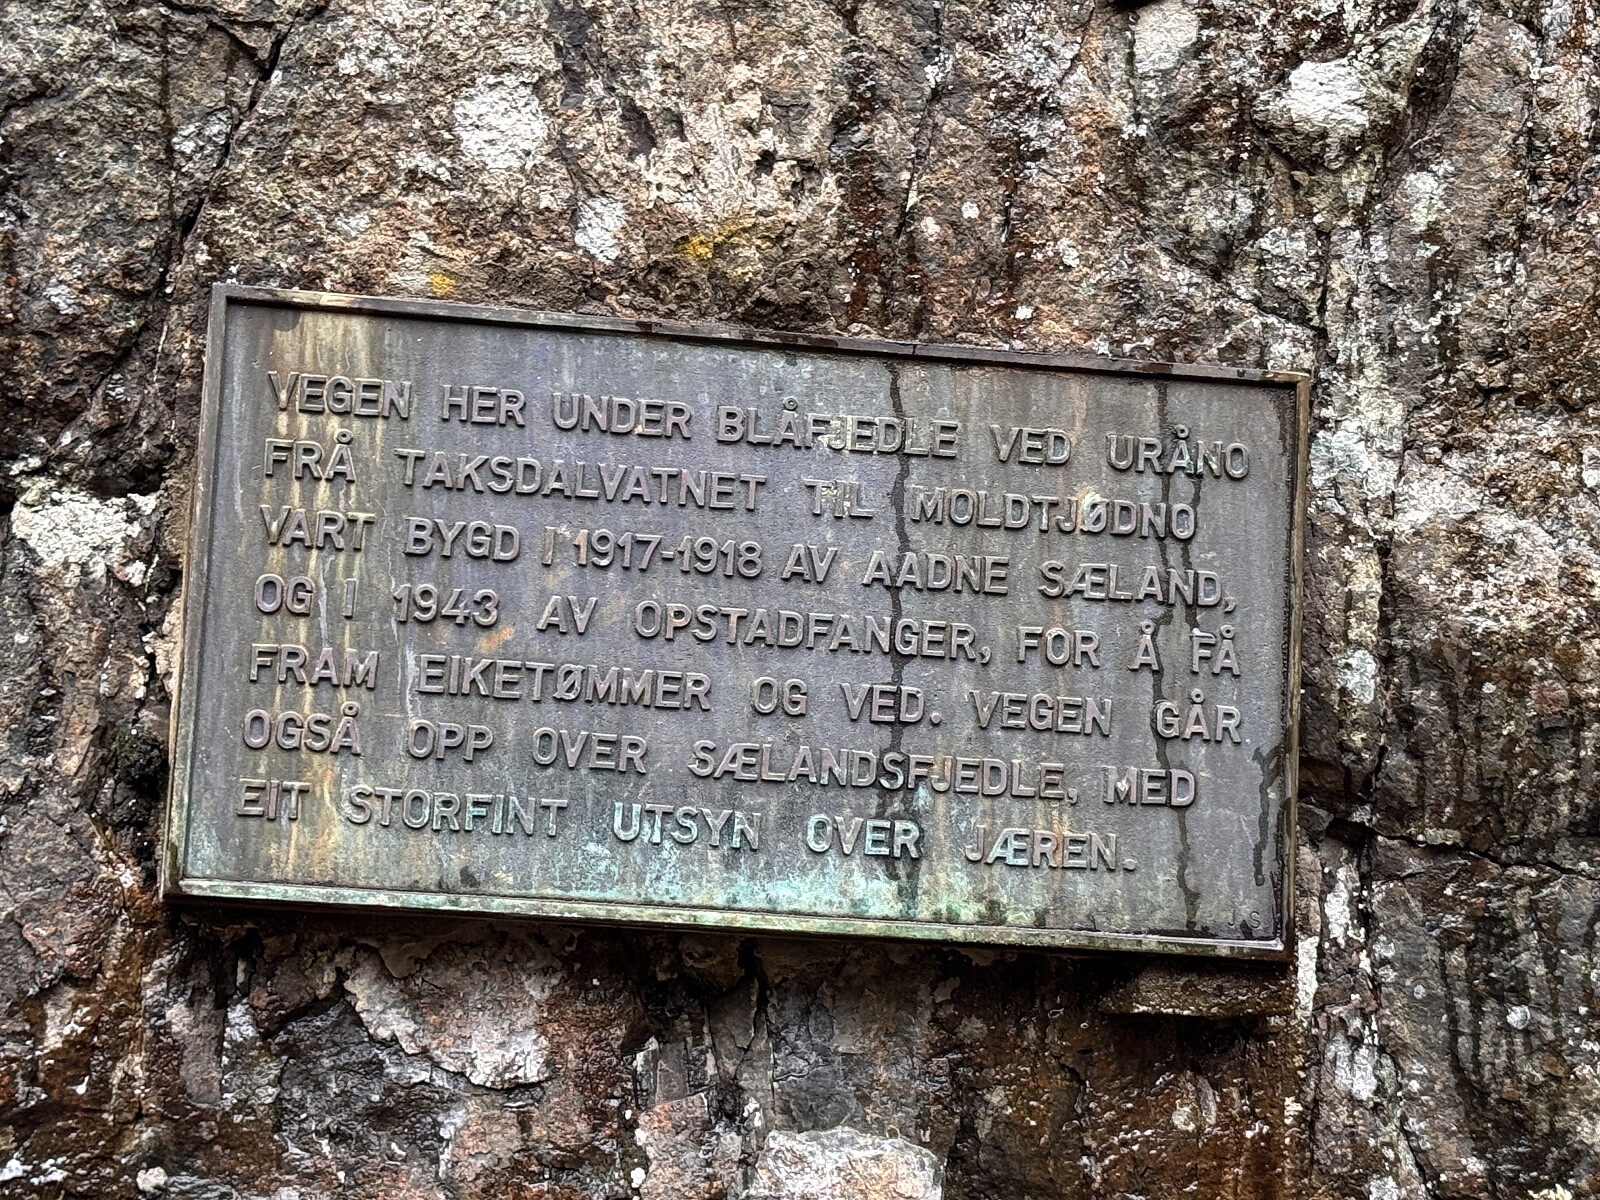 VEGEN HER UNDER BLÅFJEDLE VED URÅNO
FRÅ TAKSDALVATNET TIL MOLDTJØDNO
VART BYGD I 1917-1918 AV AADNE SÆLAND,
OG I 1943 AV OPSTADFANGER, FOR Å FÅ
FRAM EIKETØMMER OG VED. VEGEN GÅR
OGSÅ OPP OVER SÆLANDSFJEDLE, MED
EIT STORFINT UTSYN OVER JÆREN.
J S